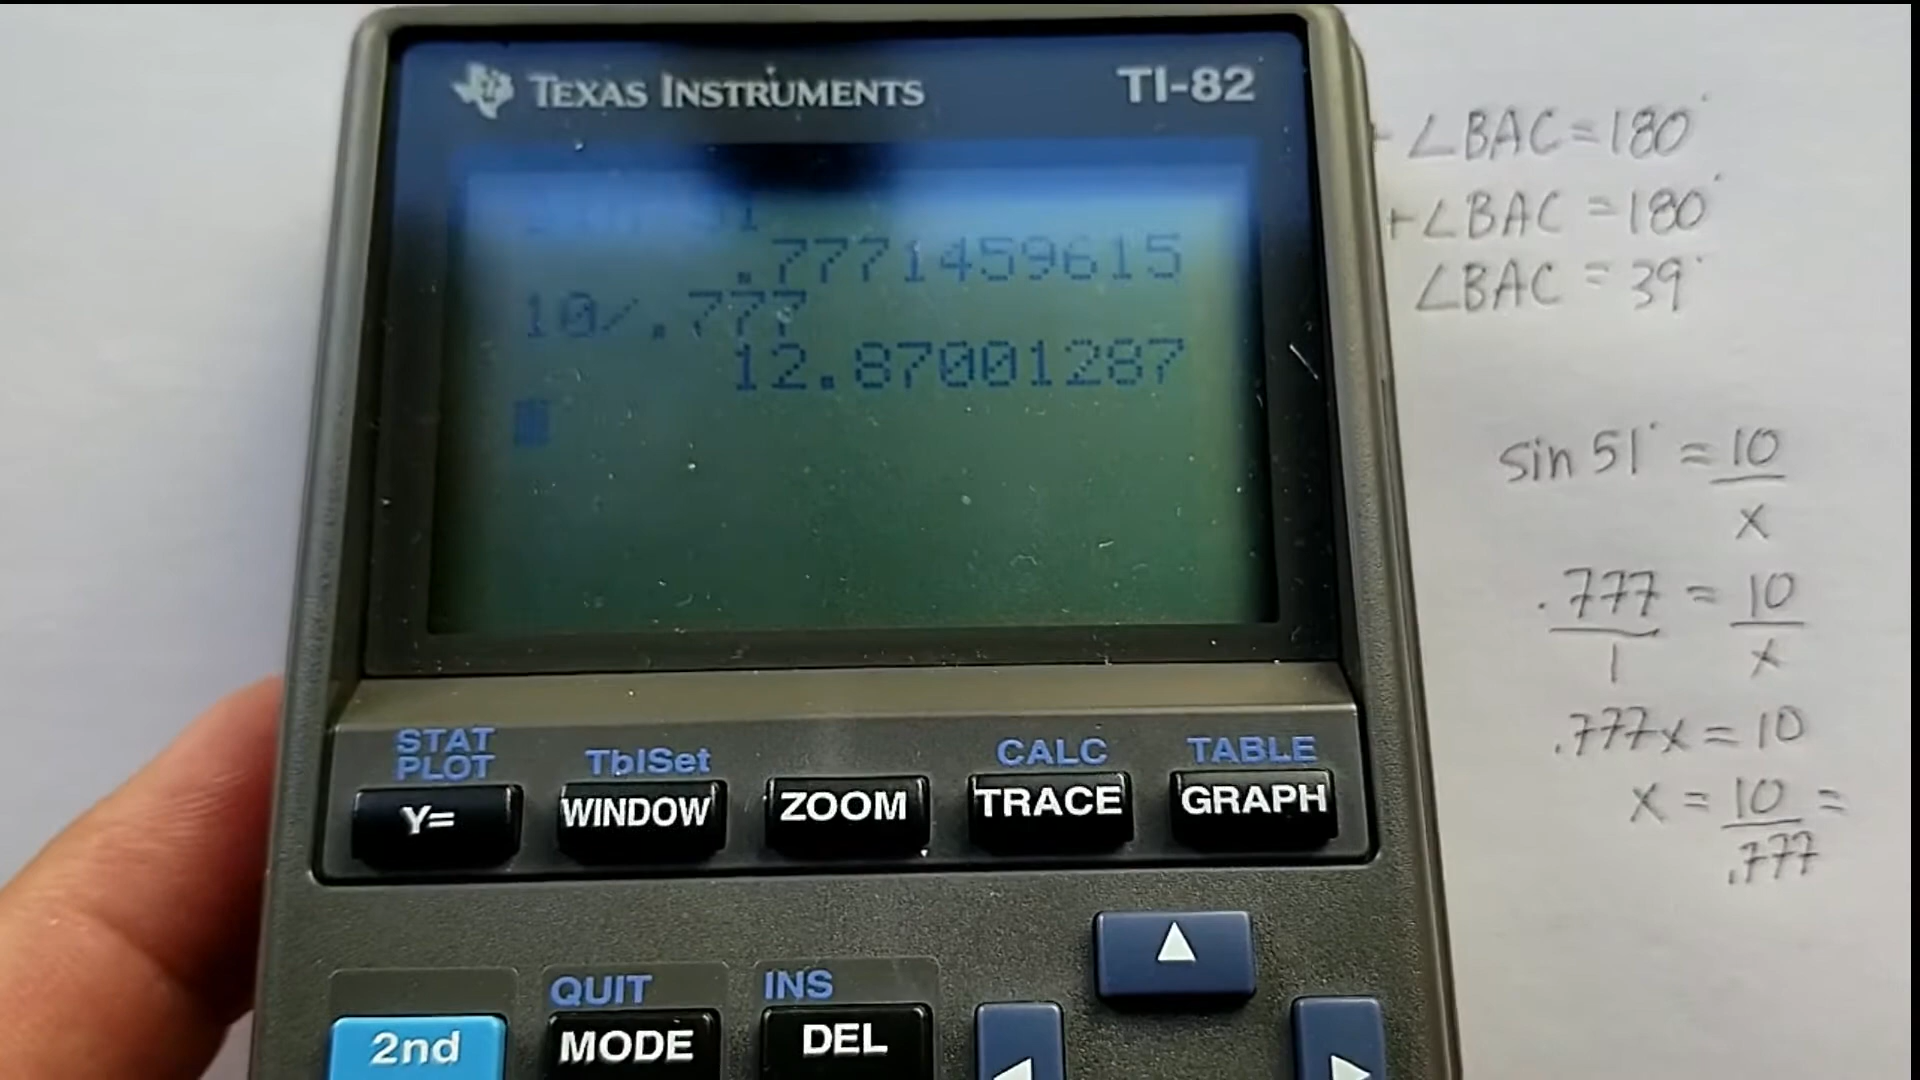 TEXAS INSTRUMENTS TI-82
sin 51
.7771459615
10/.777
12.87001287
STAT PLOT
TblSet
CALC
TABLE
Y=
WINDOW
ZOOM
TRACE
GRAPH
QUIT
INS
2nd
MODE
DEL
+ ∠BAC = 180°
+ ∠BAC = 180°
∠BAC = 39°
sin 51° = 10/x
.777/1 = 10/x
.777x = 10
x = 10/.777 =